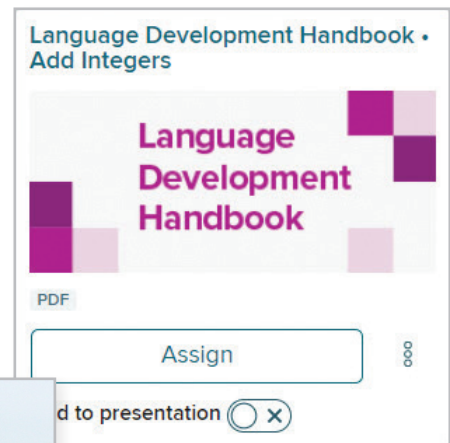 Language Development Handbook •
Add Integers
Language
Development
Handbook
PDF
Assign
d to presentation